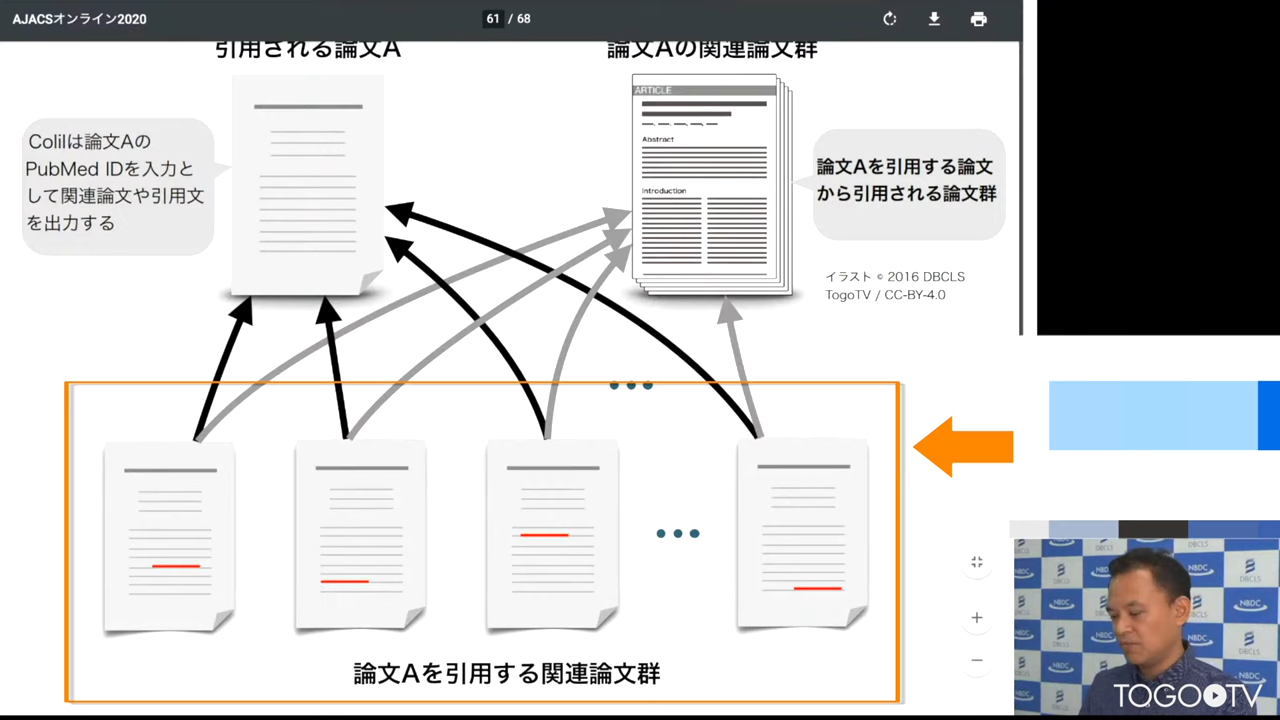 AJACSオンライン2020
61 / 68
引用される論文A
論文Aの関連論文群
Colilは論文Aの
PubMed IDを入力と
して関連論文や引用文
を出力する
ARTICLE
Abstract
Introduction
論文Aを引用する論文
から引用される論文群
イラスト © 2016 DBCLS
TogoTV / CC-BY-4.0
論文Aを引用する関連論文群
DBCLS
NBDC
DBCLS
NBDC
NBDC
DBCLS
NBDC
TOGOTV